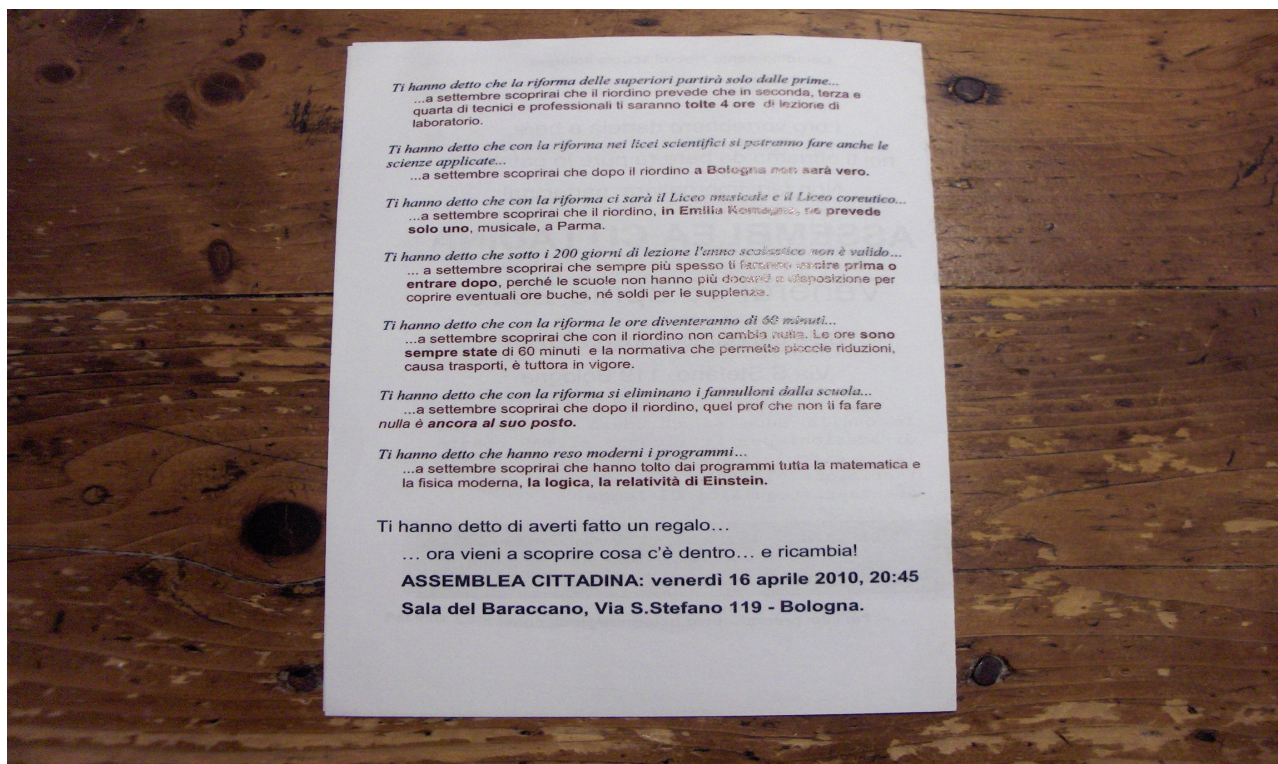 Ti hanno detto che la riforma delle superiori partirà solo dalle prime...
...a settembre scoprirai che il riordino prevede che in seconda, terza e
quarta di tecnici e professionali ti saranno tolte 4 ore di lezione di
laboratorio.
Ti hanno detto che con la riforma nei licei scientifici si potranno fare anche le
scienze applicate...
...a settembre scoprirai che dopo il riordino a Bologna non sarà vero.
Ti hanno detto che con la riforma ci sarà il Liceo musicale e il Liceo coreutico...
...a settembre scoprirai che il riordino, in Emilia Romagna, ne prevede
solo uno, musicale, a Parma.
Ti hanno detto che sotto i 200 giorni di lezione l'anno scolastico non è valido...
... a settembre scoprirai che sempre più spesso ti faranno uscire prima o
entrare dopo, perché le scuole non hanno più docenti a disposizione per
coprire eventuali ore buche, né soldi per le supplenze.
Ti hanno detto che con la riforma le ore diventeranno di 60 minuti...
...a settembre scoprirai che con il riordino non cambia nulla. Le ore sono
sempre state di 60 minuti e la normativa che permette piccole riduzioni,
causa trasporti, è tuttora in vigore.
Ti hanno detto che con la riforma si eliminano i fannulloni dalla scuola...
...a settembre scoprirai che dopo il riordino, quel prof che non ti fa fare
nulla è ancora al suo posto.
Ti hanno detto che hanno reso moderni i programmi...
...a settembre scoprirai che hanno tolto dai programmi tutta la matematica e
la fisica moderna, la logica, la relatività di Einstein.
Ti hanno detto di averti fatto un regalo...
... ora vieni a scoprire cosa c'è dentro... e ricambia!
ASSEMBLEA CITTADINA: venerdì 16 aprile 2010, 20:45
Sala del Baraccano, Via S.Stefano 119 - Bologna.